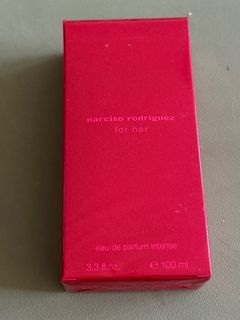 narciso rodriguez
for her
eau de parfum intense
3.3 fl.oz. ℮ 100 ml